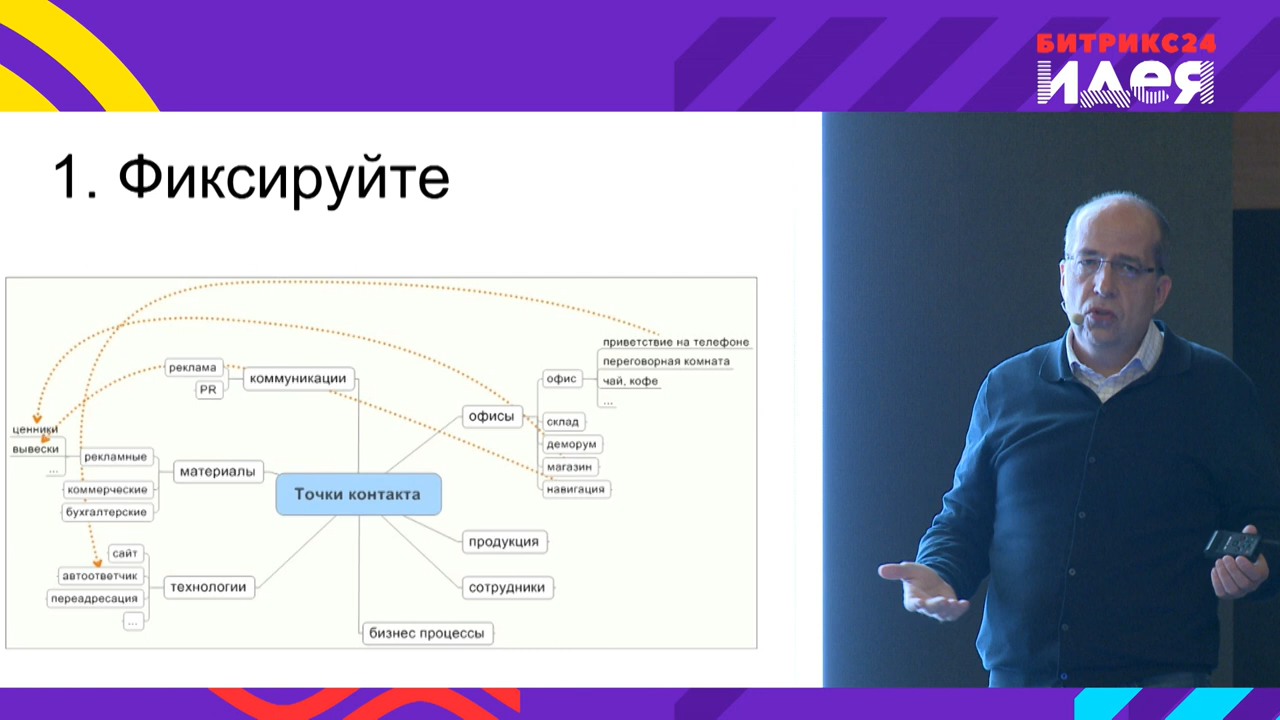 БИТРИКС24
идея
1. Фиксируйте
приветствие на телефоне
переговорная комната
чай, кофе
...
офис
реклама
PR
коммуникации
офисы
склад
деморум
магазин
навигация
ценники
вывески
...
рекламные
коммерческие
бухгалтерские
материалы
Точки контакта
продукция
сотрудники
сайт
автоответчик
переадресация
...
технологии
бизнес процессы